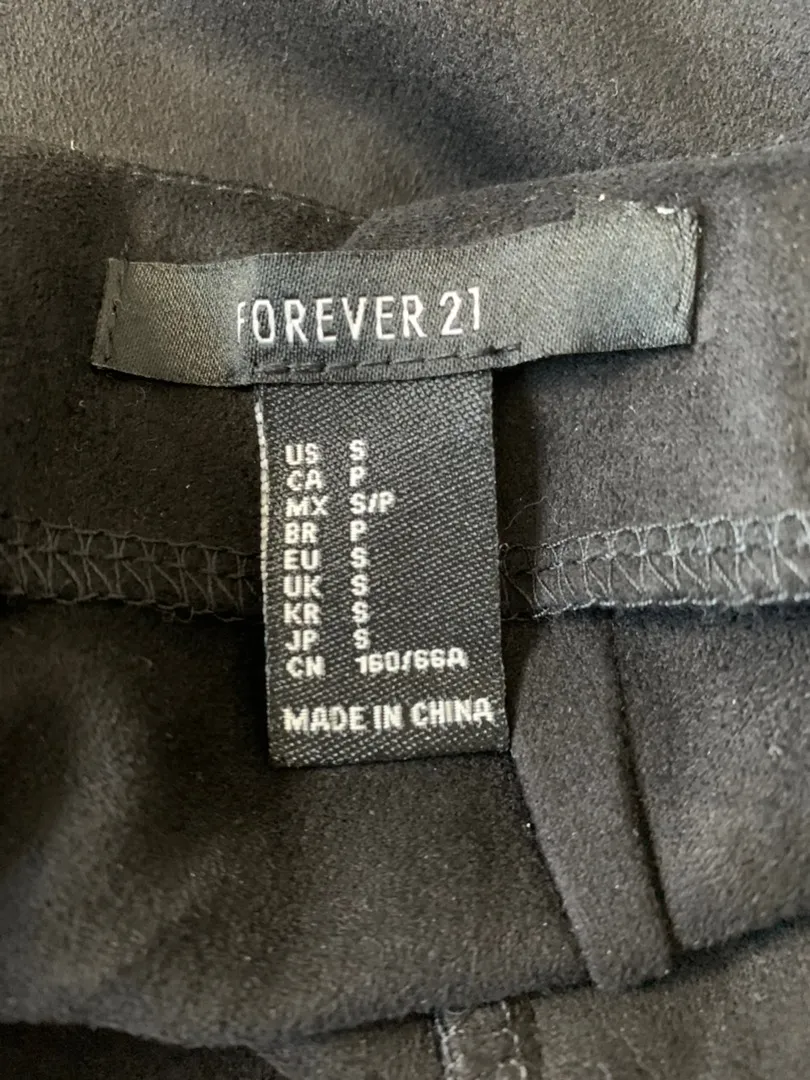 FOREVER 21
US S
CA P
MX S/P
BR P
EU S
UK S
KR S
JP S
CN 160/66A
MADE IN CHINA